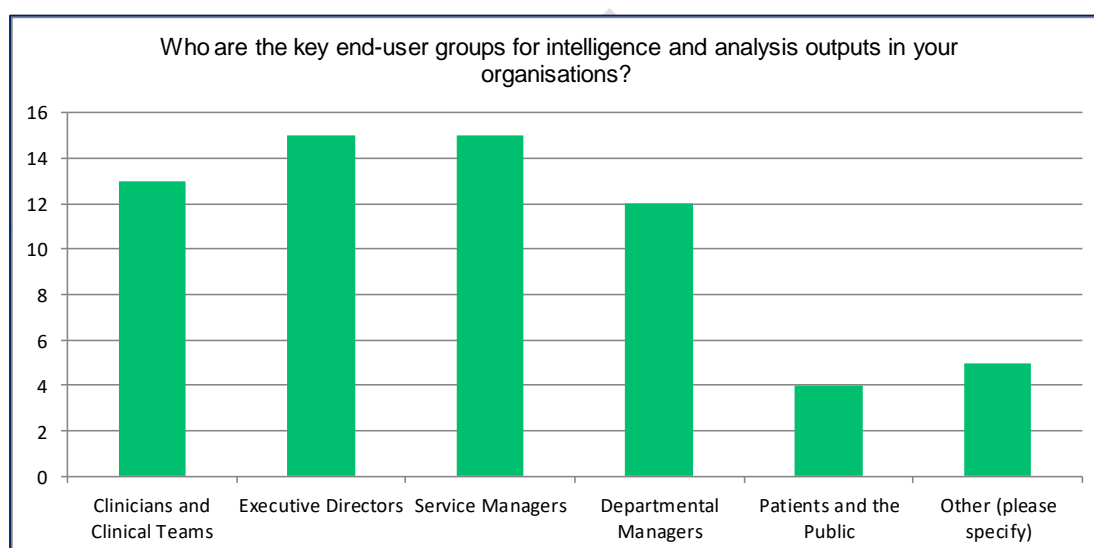 Who are the key end-user groups for intelligence and analysis outputs in your
organisations?
16
14
12
10
8
6
4
2
0
Clinicians and
Clinical Teams
Executive Directors
Service Managers
Departmental
Managers
Patients and the
Public
Other (please
specify)